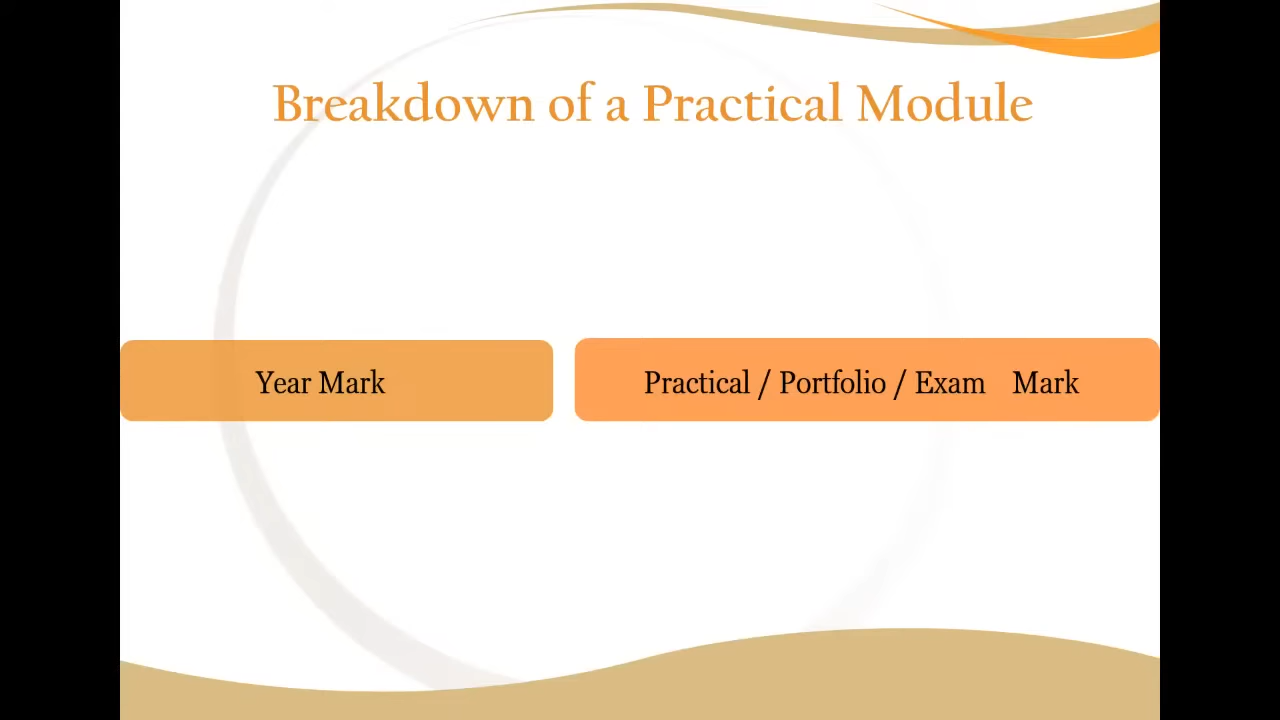 Breakdown of a Practical Module
Year Mark
Practical / Portfolio / Exam Mark